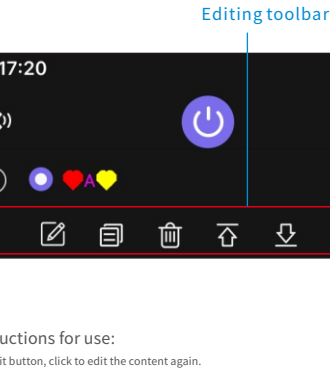 Editing toolbar
17:20
A
uctions for use:
it button, click to edit the content again.